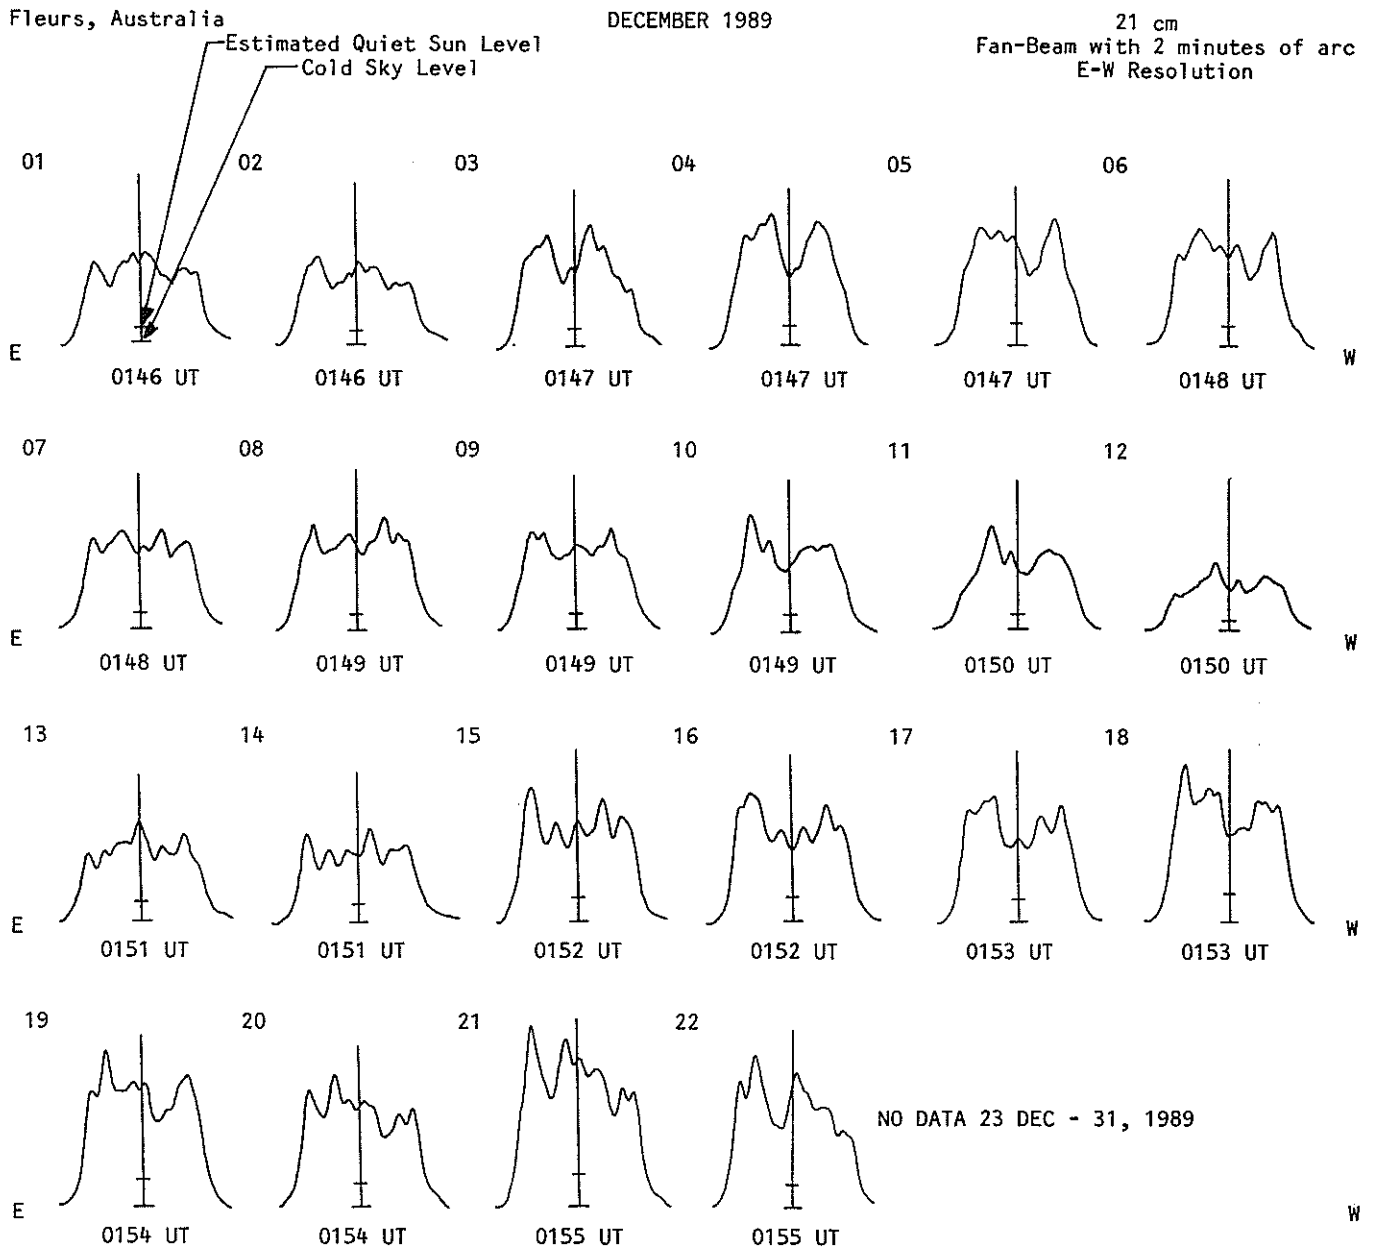 Fleurs, Australia
DECEMBER 1989
21 cm
Fan-Beam with 2 minutes of arc
E-W Resolution
Estimated Quiet Sun Level
Cold Sky Level
01 02 03 04 05 06
E W
0146 UT 0146 UT 0147 UT 0147 UT 0147 UT 0148 UT
07 08 09 10 11 12
E W
0148 UT 0149 UT 0149 UT 0149 UT 0150 UT 0150 UT
13 14 15 16 17 18
E W
0151 UT 0151 UT 0152 UT 0152 UT 0153 UT 0153 UT
19 20 21 22
NO DATA 23 DEC - 31, 1989
E W
0154 UT 0154 UT 0155 UT 0155 UT